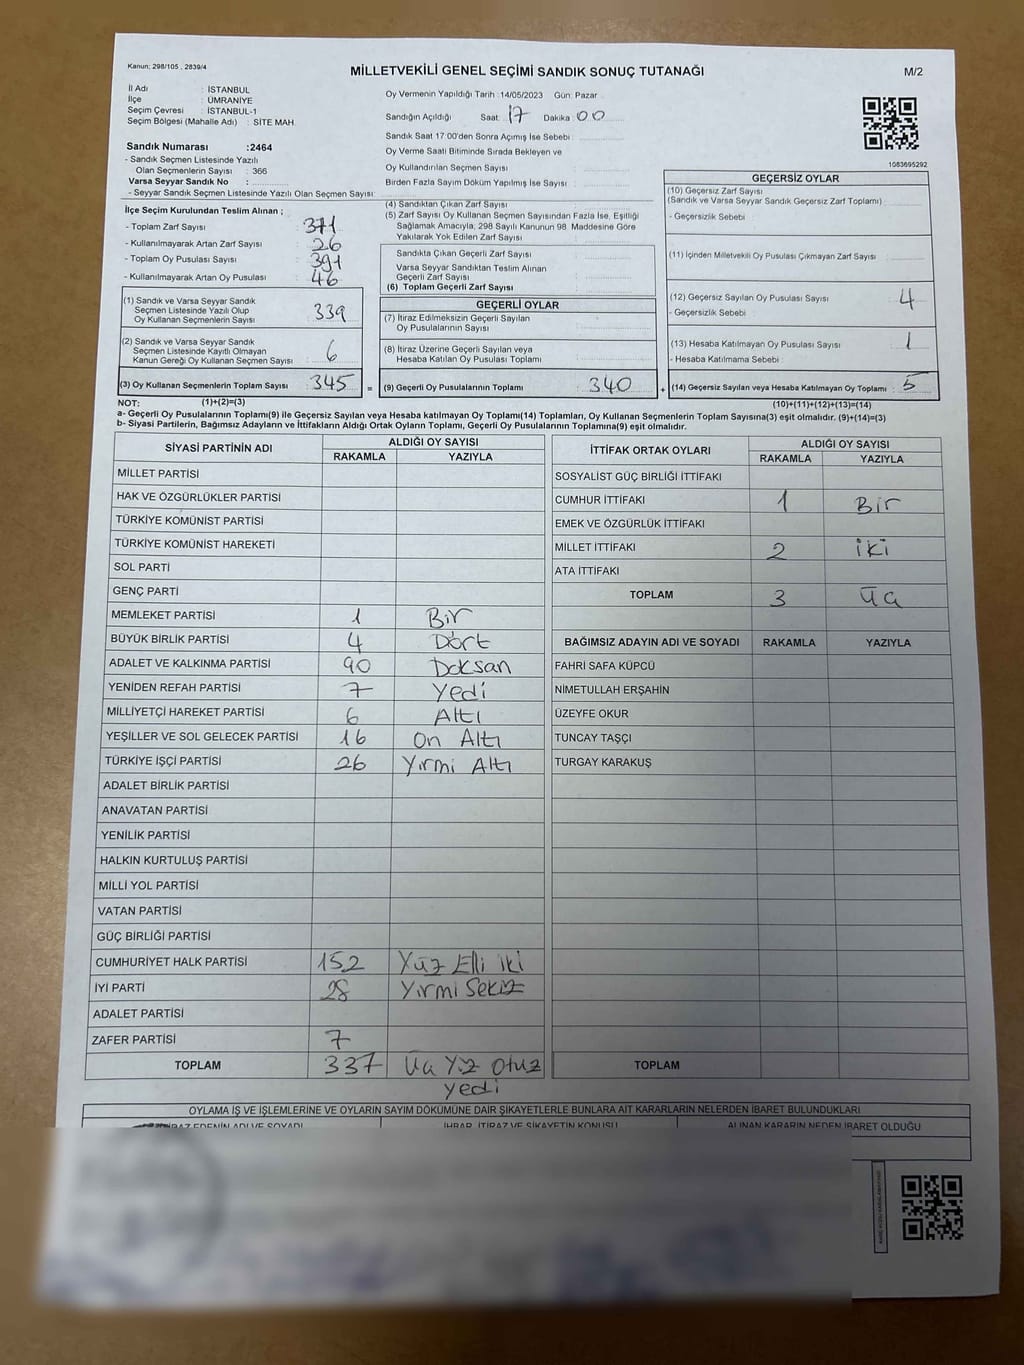 Kanun: 298/105 , 2839/4
MİLLETVEKİLİ GENEL SEÇİMİ SANDIK SONUÇ TUTANAĞI
M/2
İl Adı : İSTANBUL
İlçe : ÜMRANİYE
Seçim Çevresi : İSTANBUL-1
Seçim Bölgesi (Mahalle Adı) : SİTE MAH.
Sandık Numarası :2464
- Sandık Seçmen Listesinde Yazılı
Olan Seçmenlerin Sayısı : 366
Varsa Seyyar Sandık No :
- Seyyar Sandık Seçmen Listesinde Yazılı Olan Seçmen Sayısı:
Oy Vermenin Yapıldığı Tarih :14/05/2023 Gün: Pazar
Sandığın Açıldığı Saat: 17 Dakika: 00
Sandık Saat 17:00'den Sonra Açımış İse Sebebi :
Oy Verme Saati Bitiminde Sırada Bekleyen ve
Oy Kullandırılan Seçmen Sayısı :
Birden Fazla Sayım Döküm Yapılmış İse Sayısı :
1083695292
İlçe Seçim Kurulundan Teslim Alınan ;
- Toplam Zarf Sayısı : 371
- Kullanılmayarak Artan Zarf Sayısı : 26
- Toplam Oy Pusulası Sayısı : 391
- Kullanılmayarak Artan Oy Pusulası : 46
(1) Sandık ve Varsa Seyyar Sandık
Seçmen Listesinde Yazılı Olup
Oy Kullanan Seçmenlerin Sayısı : 339
(2) Sandık ve Varsa Seyyar Sandık
Seçmen Listesinde Kayıtlı Olmayan
Kanun Gereği Oy Kullanan Seçmen Sayısı : 6
(3) Oy Kullanan Seçmenlerin Toplam Sayısı : 345
(4) Sandıktan Çıkan Zarf Sayısı :
(5) Zarf Sayısı Oy Kullanan Seçmen Sayısından Fazla İse, Eşitliği
Sağlamak Amacıyla; 298 Sayılı Kanunun 98. Maddesine Göre
Yakılarak Yok Edilen Zarf Sayısı :
Sandıkta Çıkan Geçerli Zarf Sayısı :
Varsa Seyyar Sandıktan Teslim Alınan
Geçerli Zarf Sayısı :
(6) Toplam Geçerli Zarf Sayısı :
GEÇERLİ OYLAR
(7) İtiraz Edilmeksizin Geçerli Sayılan
Oy Pusulalarının Sayısı :
(8) İtiraz Üzerine Geçerli Sayılan veya
Hesaba Katılan Oy Pusulası Toplamı :
= (9) Geçerli Oy Pusulalarının Toplamı : 340
GEÇERSİZ OYLAR
(10) Geçersiz Zarf Sayısı
(Sandık ve Varsa Seyyar Sandık Geçersiz Zarf Toplamı) :
- Geçersizlik Sebebi :
(11) İçinden Milletvekili Oy Pusulası Çıkmayan Zarf Sayısı :
(12) Geçersiz Sayılan Oy Pusulası Sayısı : 4
- Geçersizlik Sebebi :
(13) Hesaba Katılmayan Oy Pusulası Sayısı : 1
- Hesaba Katılmama Sebebi :
+ (14) Geçersiz Sayılan veya Hesaba Katılmayan Oy Toplamı : 5
NOT: (1)+(2)=(3)
(10)+(11)+(12)+(13)=(14)
a- Geçerli Oy Pusulalarının Toplamı(9) ile Geçersiz Sayılan veya Hesaba katılmayan Oy Toplamı(14) Toplamları, Oy Kullanan Seçmenlerin Toplam Sayısına(3) eşit olmalıdır. (9)+(14)=(3)
b- Siyasi Partilerin, Bağımsız Adayların ve İttifakların Aldığı Ortak Oyların Toplamı, Geçerli Oy Pusulalarının Toplamına(9) eşit olmalıdır.
SİYASİ PARTİNİN ADI
ALDIĞI OY SAYISI
RAKAMLA YAZIYLA
MİLLET PARTİSİ
HAK VE ÖZGÜRLÜKLER PARTİSİ
TÜRKİYE KOMÜNİST PARTİSİ
TÜRKİYE KOMÜNİST HAREKETİ
SOL PARTİ
GENÇ PARTİ
MEMLEKET PARTİSİ 1 Bir
BÜYÜK BİRLİK PARTİSİ 4 Dört
ADALET VE KALKINMA PARTİSİ 90 Doksan
YENİDEN REFAH PARTİSİ 7 Yedi
MİLLİYETÇİ HAREKET PARTİSİ 6 Altı
YEŞİLLER VE SOL GELECEK PARTİSİ 16 On Altı
TÜRKİYE İŞÇİ PARTİSİ 26 Yırmi Altı
ADALET BİRLİK PARTİSİ
ANAVATAN PARTİSİ
YENİLİK PARTİSİ
HALKIN KURTULUŞ PARTİSİ
MİLLİ YOL PARTİSİ
VATAN PARTİSİ
GÜÇ BİRLİĞİ PARTİSİ
CUMHURİYET HALK PARTİSİ 152 Yüz Elli iki
İYİ PARTİ 28 Yırmi Sekiz
ADALET PARTİSİ
ZAFER PARTİSİ 7
TOPLAM 337 Üç Yüz Otuz
yedi
İTTİFAK ORTAK OYLARI
ALDIĞI OY SAYISI
RAKAMLA YAZIYLA
SOSYALİST GÜÇ BİRLİĞİ İTTİFAKI
CUMHUR İTTİFAKI 1 Bir
EMEK VE ÖZGÜRLÜK İTTİFAKI
MİLLET İTTİFAKI 2 iki
ATA İTTİFAKI
TOPLAM 3 Üç
BAĞIMSIZ ADAYIN ADI VE SOYADI RAKAMLA YAZIYLA
FAHRİ SAFA KÜPCÜ
NİMETULLAH ERŞAHİN
ÜZEYFE OKUR
TUNCAY TAŞÇI
TURGAY KARAKUŞ
TOPLAM
OYLAMA İŞ VE İŞLEMLERİNE VE OYLARIN SAYIM DÖKÜMÜNE DAİR ŞİKAYETLERLE BUNLARA AİT KARARLARIN NELERDEN İBARET BULUNDUKLARI
İHBAR, İTİRAZ VE ŞİKAYETİN KONUSU
ALINAN KARARIN NEDEN İBARET OLDUĞU